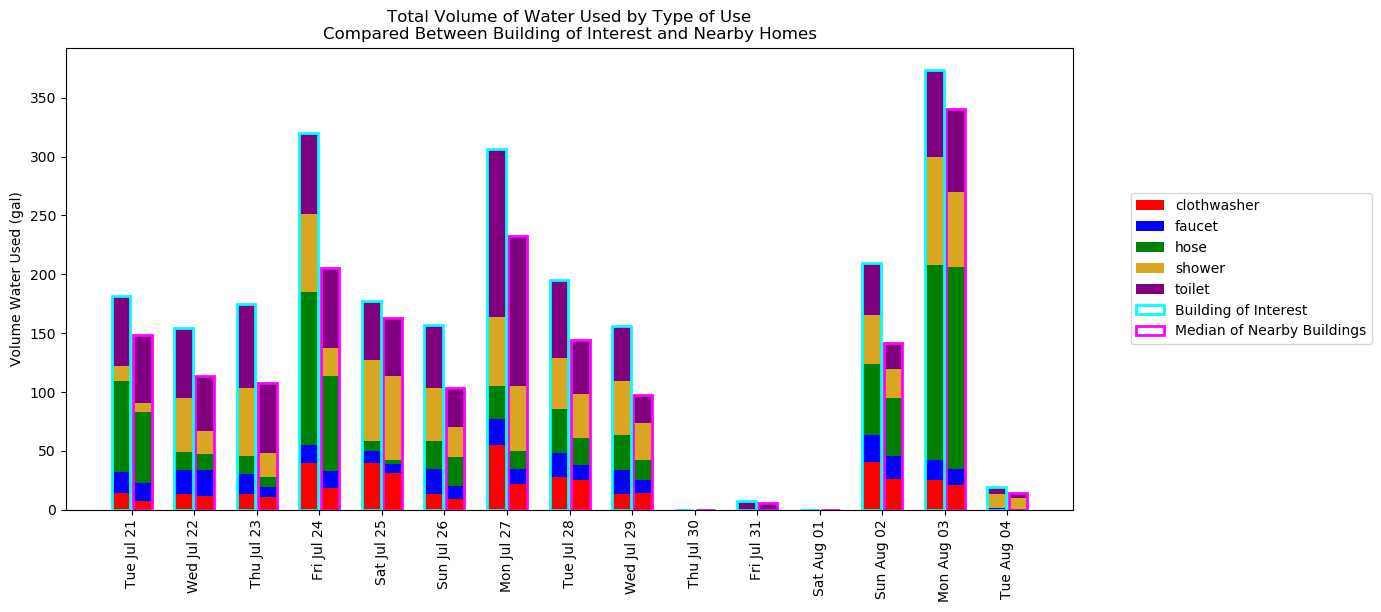 Total Volume of Water Used by Type of Use
Compared Between Building of Interest and Nearby Homes
Volume Water Used (gal)
350
300
250
200
150
100
50
0
Tue Jul 21
Wed Jul 22
Thu Jul 23
Fri Jul 24
Sat Jul 25
Sun Jul 26
Mon Jul 27
Tue Jul 28
Wed Jul 29
Thu Jul 30
Fri Jul 31
Sat Aug 01
Sun Aug 02
Mon Aug 03
Tue Aug 04
clothwasher
faucet
hose
shower
toilet
Building of Interest
Median of Nearby Buildings